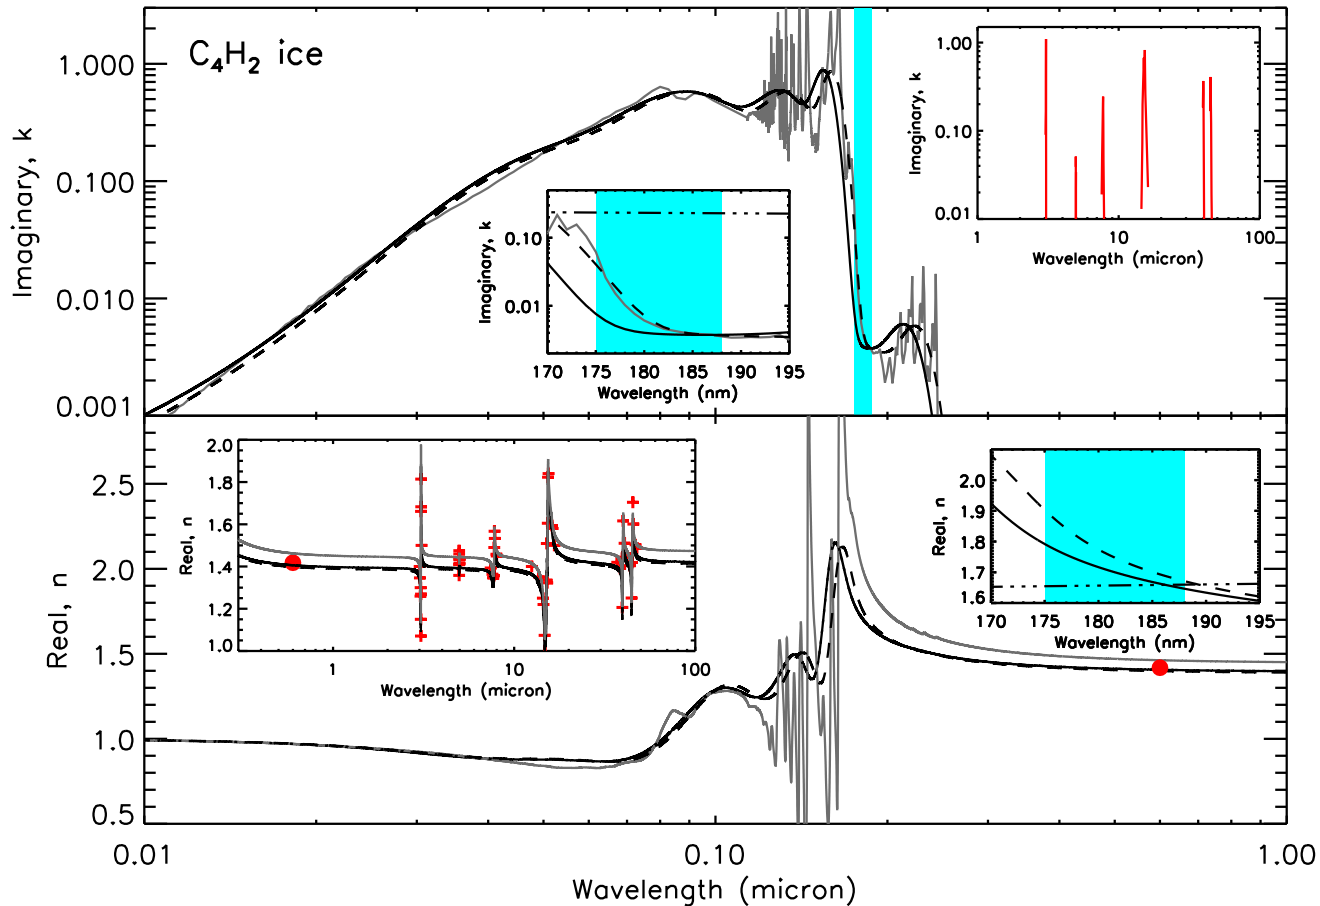 C4H2 ice
Imaginary, k
1.000
0.100
0.010
0.001
Imaginary, k
0.10
0.01
170 175 180 185 190 195
Wavelength (nm)
Imaginary, k
1.00
0.10
0.01
1 10 100
Wavelength (micron)
Real, n
2.5
2.0
1.5
1.0
0.5
Real, n
2.0
1.8
1.6
1.4
1.2
1.0
1 10 100
Wavelength (micron)
Real, n
2.0
1.9
1.8
1.7
1.6
170 175 180 185 190 195
Wavelength (nm)
0.01 0.10 1.00
Wavelength (micron)